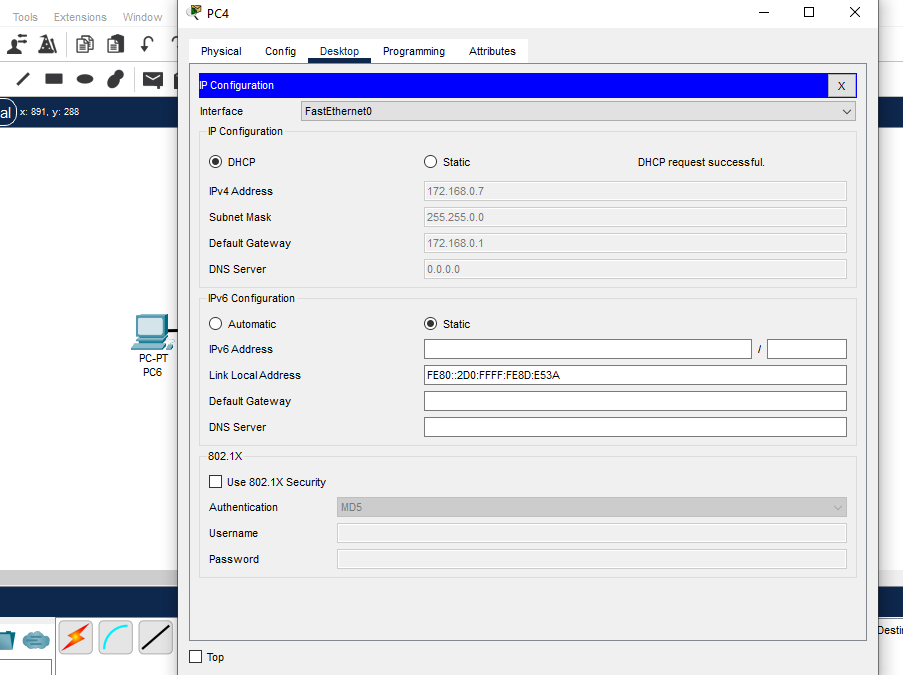 Tools Extensions Window
PC4
Physical Config Desktop Programming Attributes
IP Configuration X
al x: 891, y: 288
Interface FastEthernet0
IP Configuration
DHCP Static DHCP request successful.
IPv4 Address 172.168.0.7
Subnet Mask 255.255.0.0
Default Gateway 172.168.0.1
DNS Server 0.0.0.0
IPv6 Configuration
Automatic Static
IPv6 Address /
Link Local Address FE80::2D0:FFFF:FE8D:E53A
Default Gateway
DNS Server
PC-PT
PC6
802.1X
Use 802.1X Security
Authentication MD5
Username
Password
Top
Destin